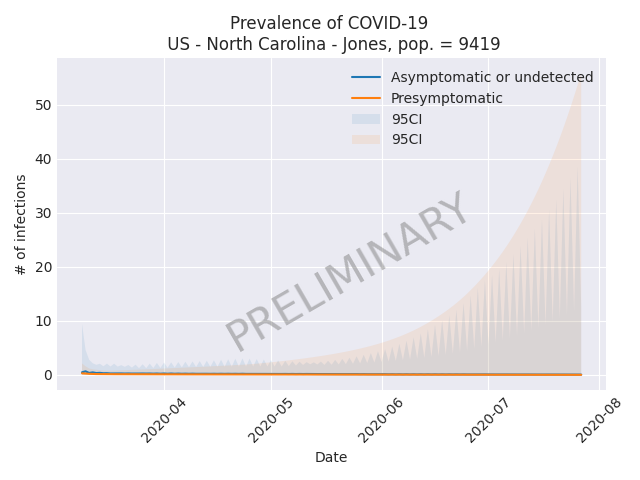 Prevalence of COVID-19
US - North Carolina - Jones, pop. = 9419
Asymptomatic or undetected
Presymptomatic
95CI
95CI
50
40
30
20
10
0
# of infections
PRELIMINARY
2020-04
2020-05
2020-06
2020-07
2020-08
Date